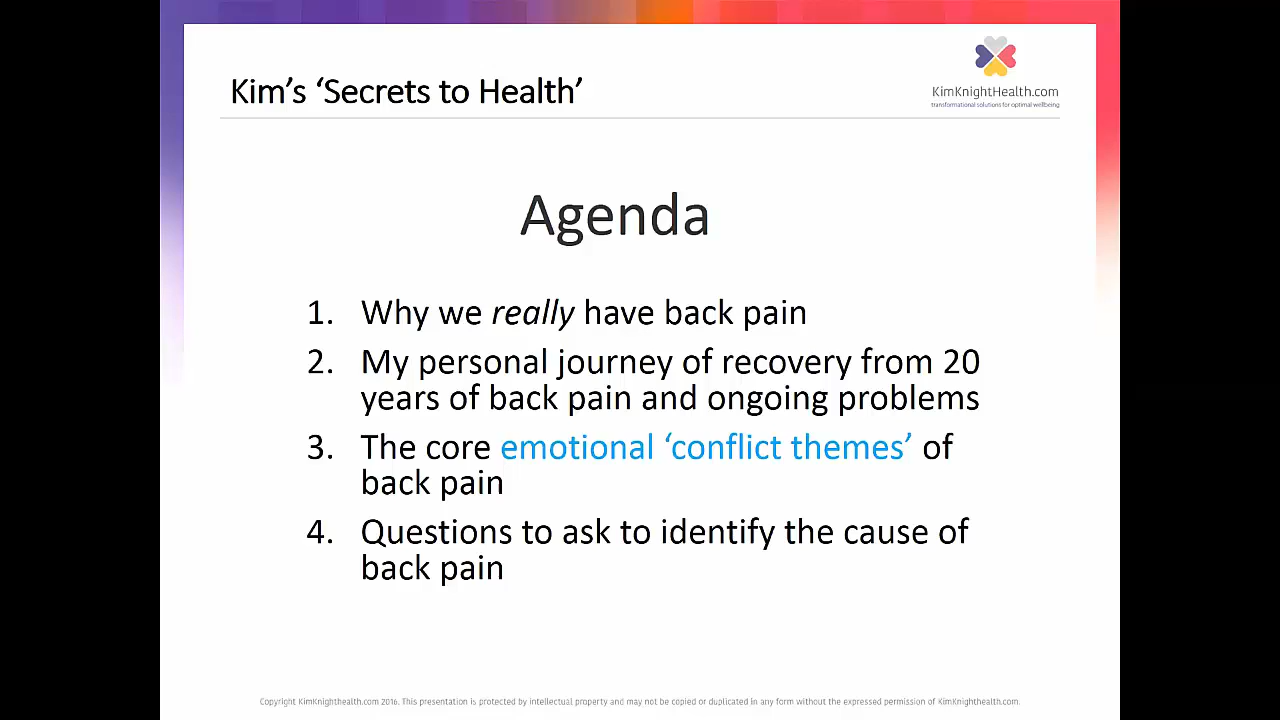 Kim's ‘Secrets to Health’
KimKnightHealth.com
transformational solutions for optimal wellbeing
Agenda
1. Why we really have back pain
2. My personal journey of recovery from 20
years of back pain and ongoing problems
3. The core emotional ‘conflict themes’ of
back pain
4. Questions to ask to identify the cause of
back pain
Copyright KimKnighthealth.com 2016. This presentation is protected by intellectual property and may not be copied or duplicated in any form without the expressed permission of KimKnighthealth.com.